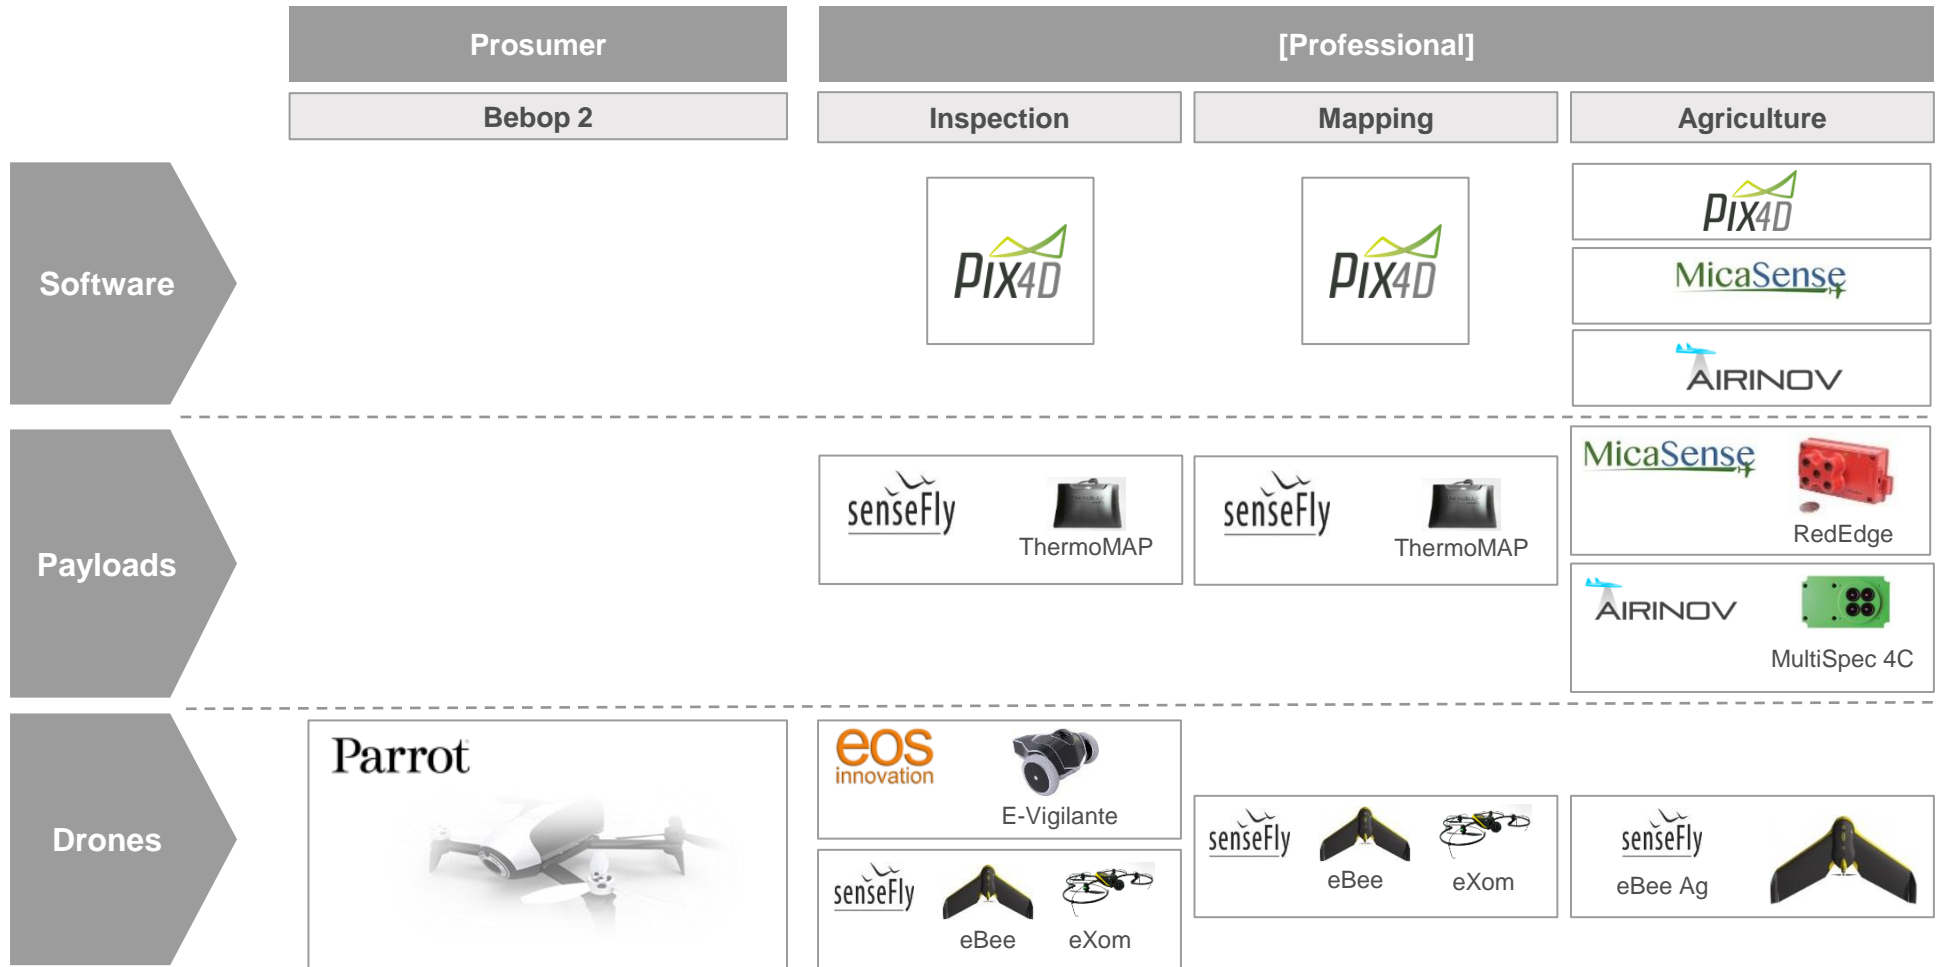 Prosumer
[Professional]
Bebop 2
Inspection
Mapping
Agriculture
Software
PIX4D
PIX4D
PIX4D
MicaSense
AIRINOV
Payloads
senseFly
ThermoMAP
senseFly
ThermoMAP
MicaSense
RedEdge
AIRINOV
MultiSpec 4C
Drones
Parrot
eos
innovation
E-Vigilante
senseFly
eBee
eXom
senseFly
eBee
eXom
senseFly
eBee Ag